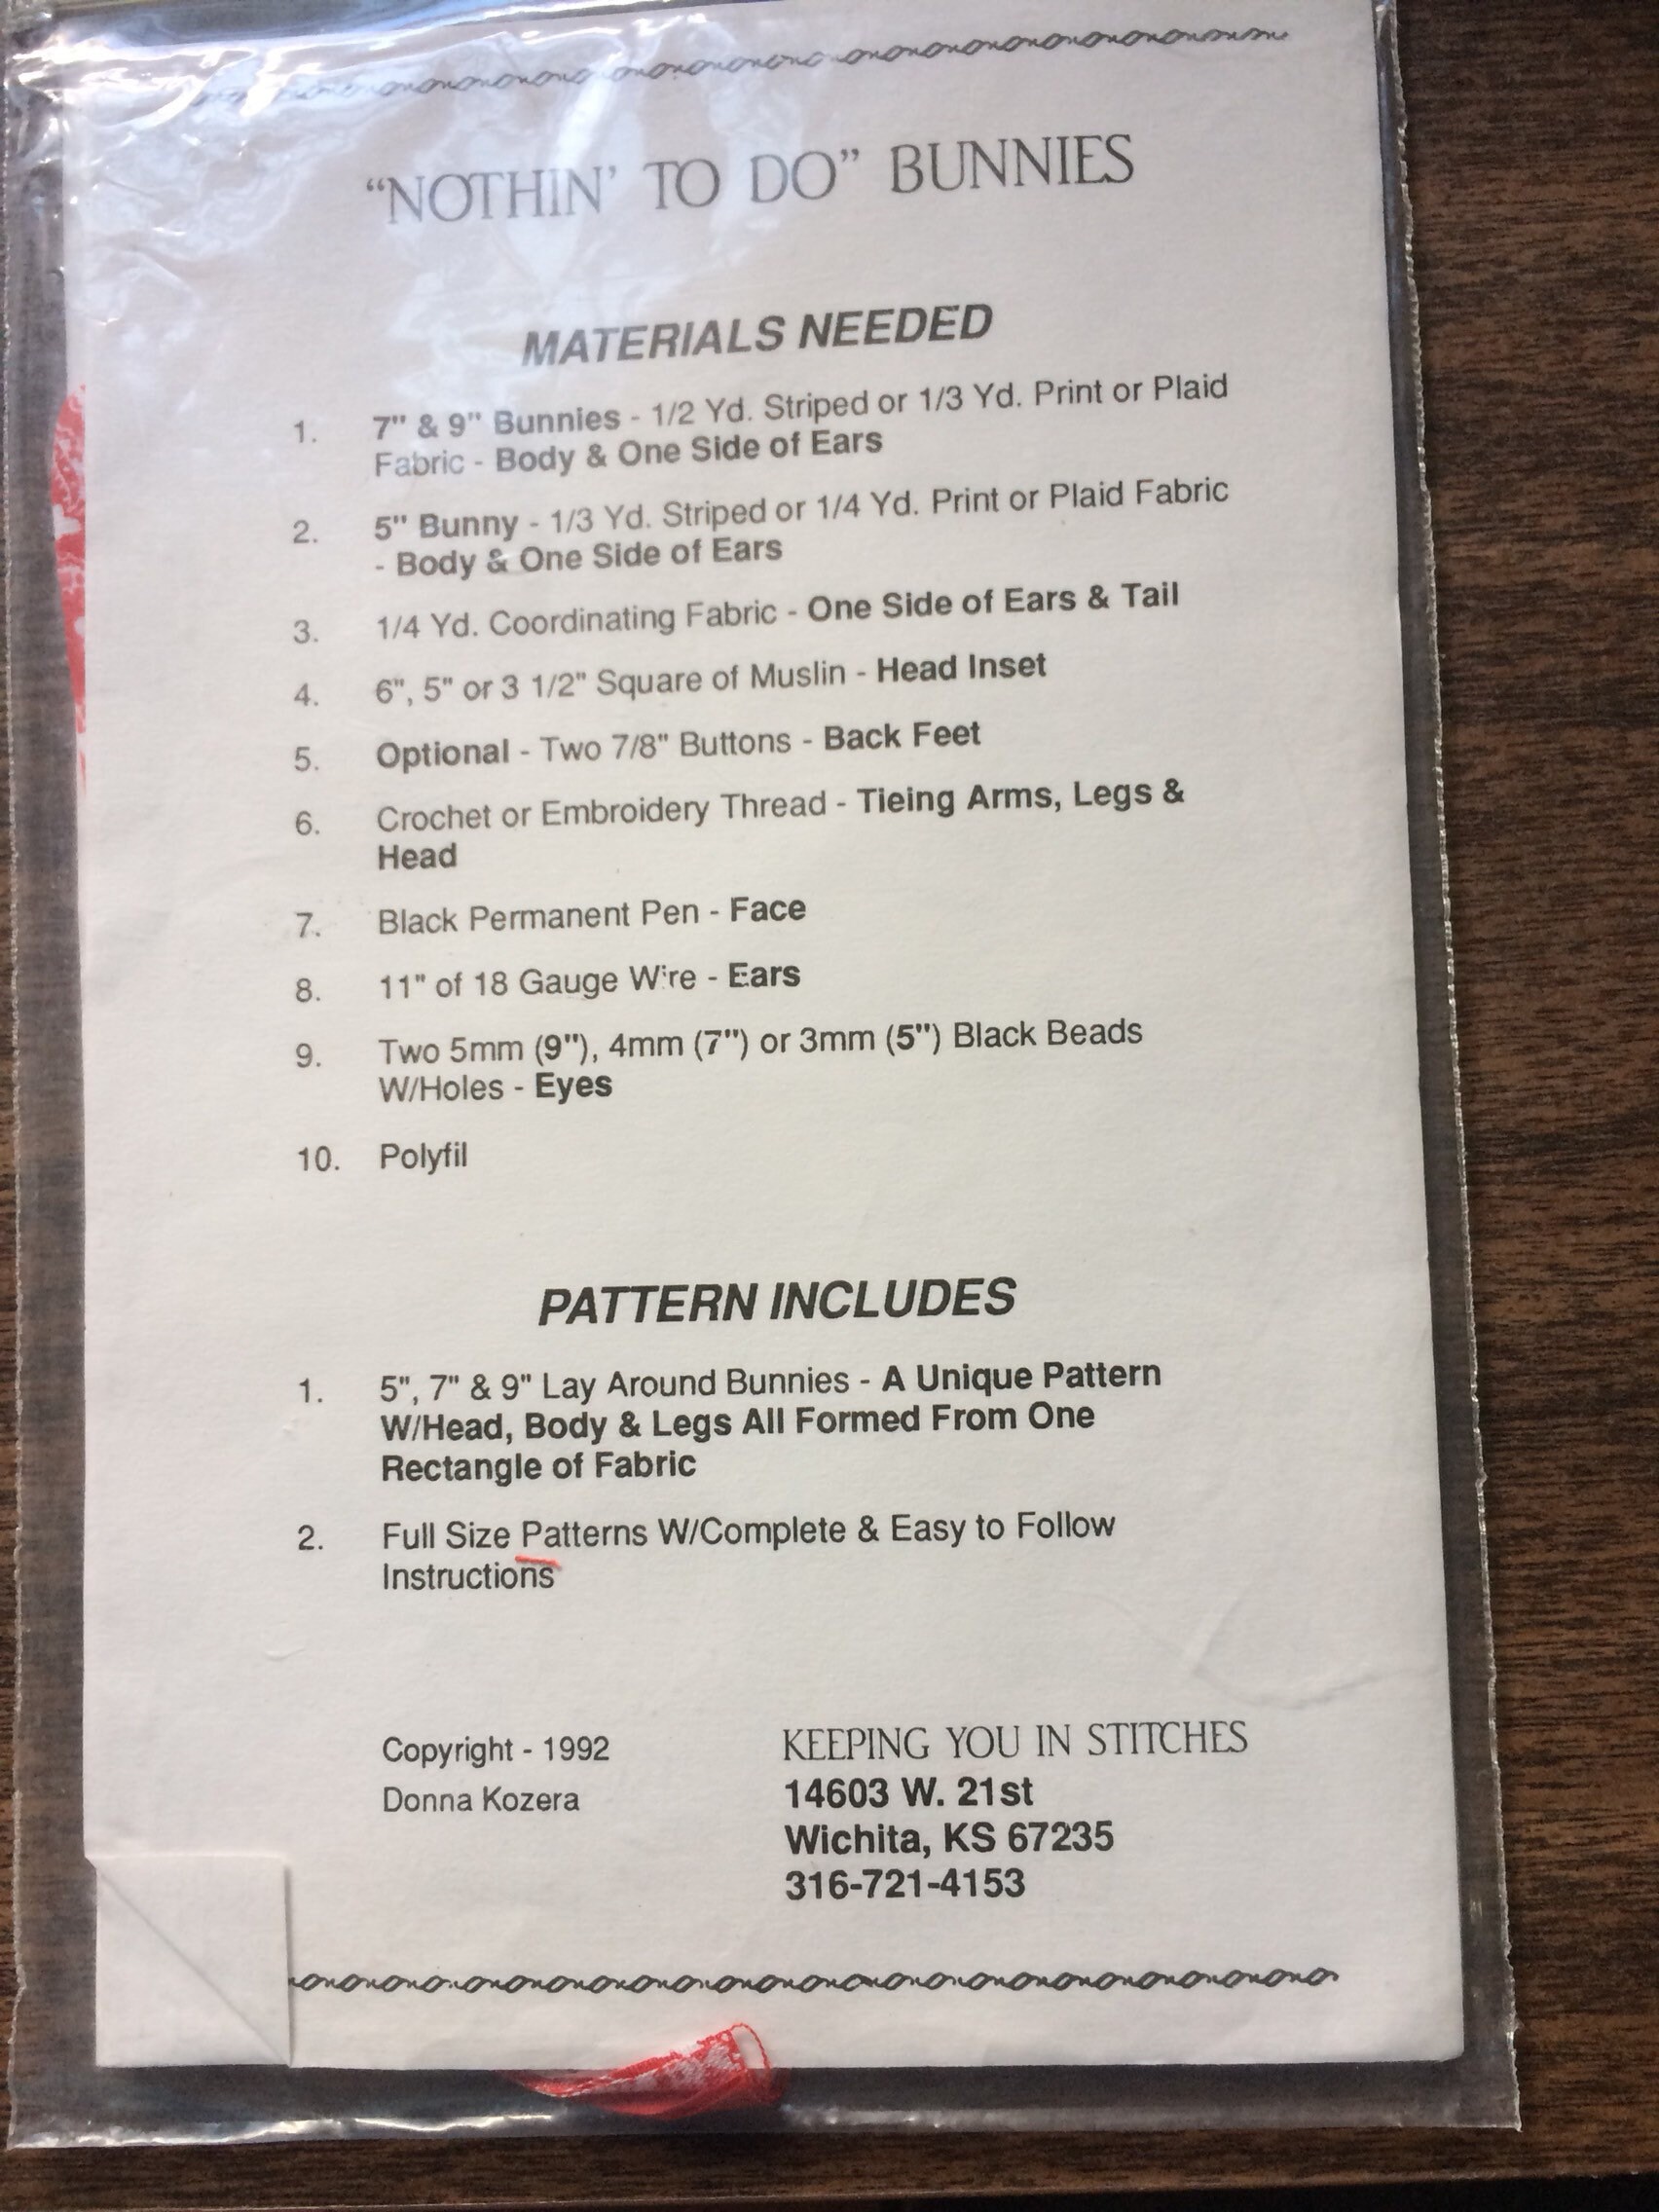 “NOTHIN’ TO DO” BUNNIES
MATERIALS NEEDED
1. 7" & 9" Bunnies - 1/2 Yd. Striped or 1/3 Yd. Print or Plaid
Fabric - Body & One Side of Ears
2. 5" Bunny - 1/3 Yd. Striped or 1/4 Yd. Print or Plaid Fabric
- Body & One Side of Ears
3. 1/4 Yd. Coordinating Fabric - One Side of Ears & Tail
4. 6", 5" or 3 1/2" Square of Muslin - Head Inset
5. Optional - Two 7/8" Buttons - Back Feet
6. Crochet or Embroidery Thread - Tieing Arms, Legs &
Head
7. Black Permanent Pen - Face
8. 11" of 18 Gauge Wire - Ears
9. Two 5mm (9"), 4mm (7") or 3mm (5") Black Beads
W/Holes - Eyes
10. Polyfil
PATTERN INCLUDES
1. 5", 7" & 9" Lay Around Bunnies - A Unique Pattern
W/Head, Body & Legs All Formed From One
Rectangle of Fabric
2. Full Size Patterns W/Complete & Easy to Follow
Instructions
Copyright - 1992
Donna Kozera
KEEPING YOU IN STITCHES
14603 W. 21st
Wichita, KS 67235
316-721-4153